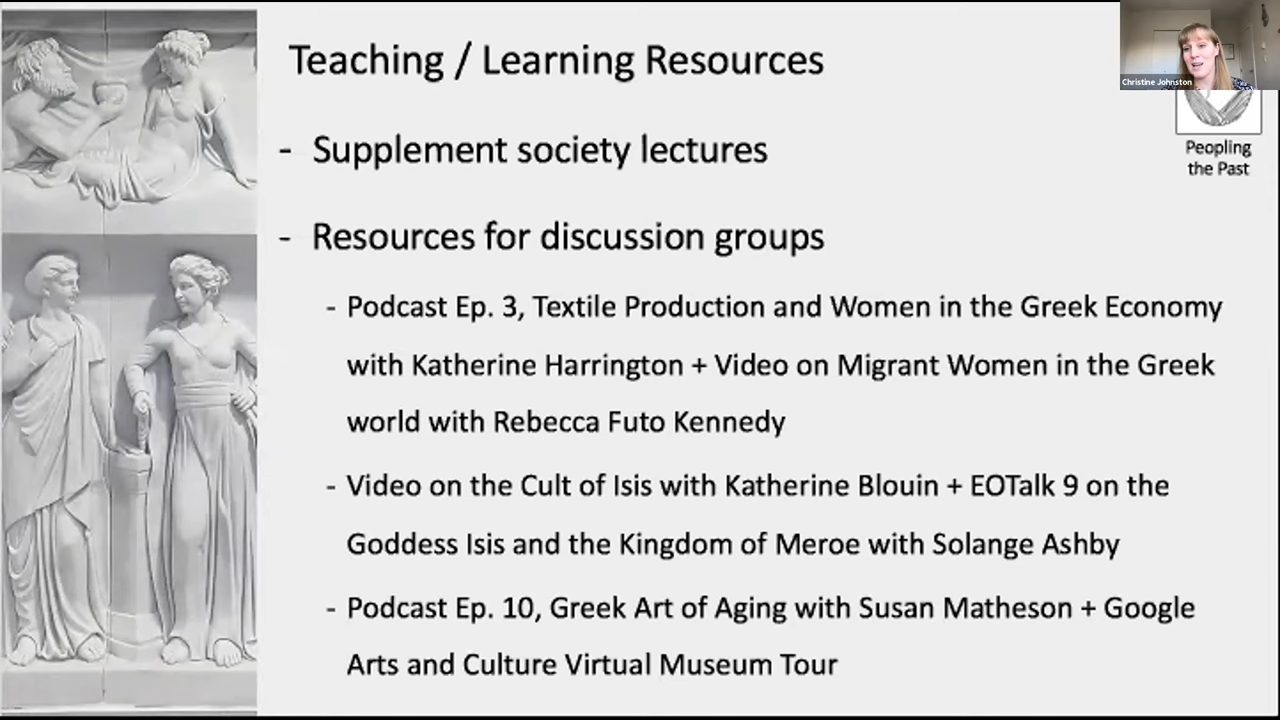 Teaching / Learning Resources
Christine Johnston
Peopling
the Past
- Supplement society lectures
- Resources for discussion groups
- Podcast Ep. 3, Textile Production and Women in the Greek Economy
with Katherine Harrington + Video on Migrant Women in the Greek
world with Rebecca Futo Kennedy
- Video on the Cult of Isis with Katherine Blouin + EOTalk 9 on the
Goddess Isis and the Kingdom of Meroe with Solange Ashby
- Podcast Ep. 10, Greek Art of Aging with Susan Matheson + Google
Arts and Culture Virtual Museum Tour